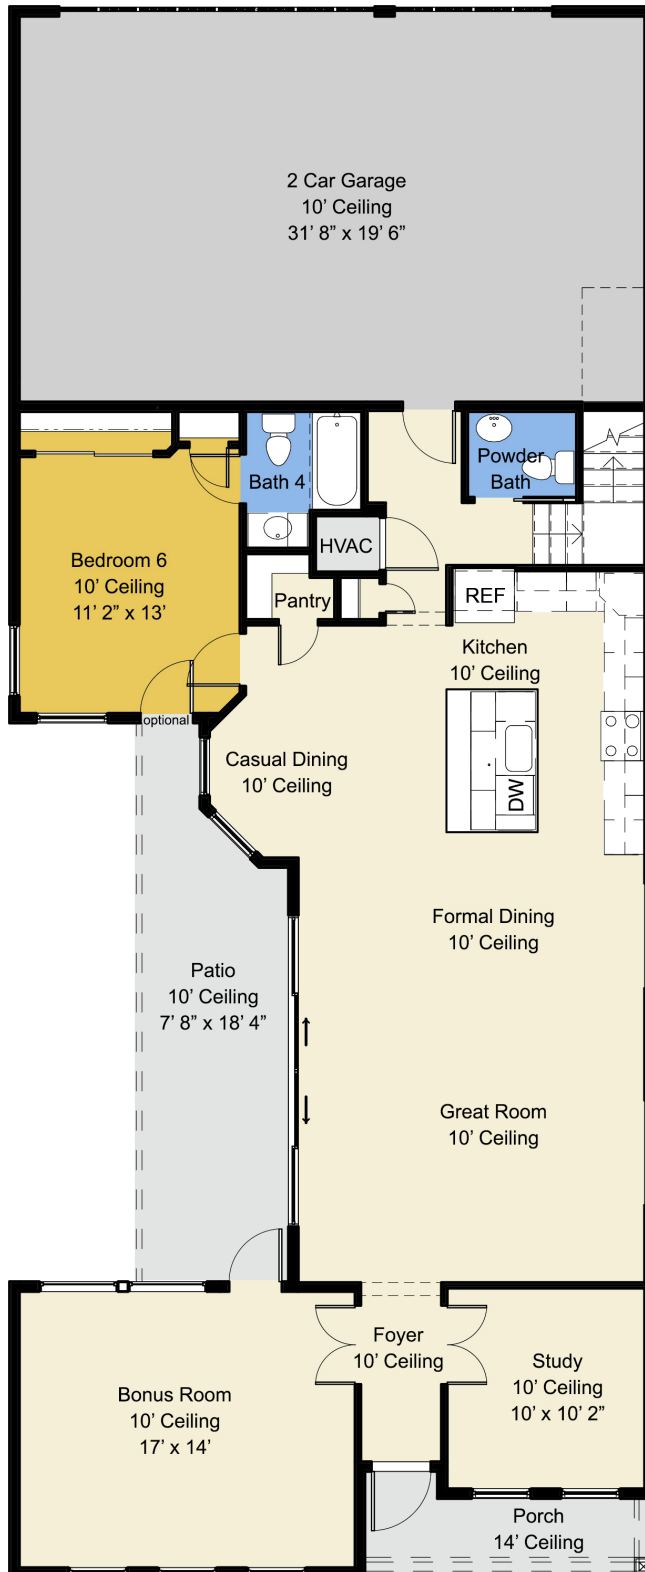 2 Car Garage
10’ Ceiling
31’ 8” x 19’ 6”
Powder
Bath
Bath 4
HVAC
Bedroom 6
10’ Ceiling
11’ 2” x 13’
Pantry
REF
Kitchen
10’ Ceiling
optional
Casual Dining
10’ Ceiling
DW
Formal Dining
10’ Ceiling
Patio
10’ Ceiling
7’ 8” x 18’ 4”
Great Room
10’ Ceiling
Foyer
10’ Ceiling
Study
10’ Ceiling
10’ x 10’ 2”
Bonus Room
10’ Ceiling
17’ x 14’
Porch
14’ Ceiling